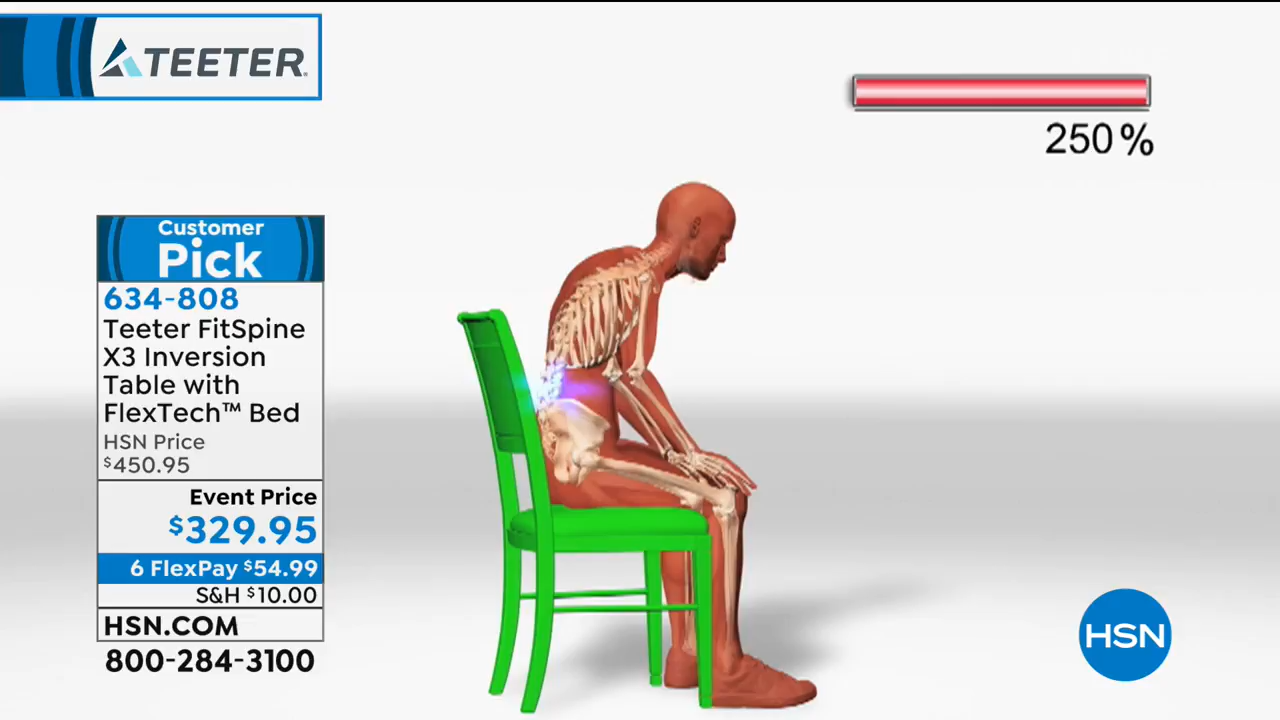 TEETER
250%
Customer
Pick
634-808
Teeter FitSpine
X3 Inversion
Table with
FlexTech™ Bed
HSN Price
$450.95
Event Price
$329.95
6 FlexPay $54.99
S&H $10.00
HSN.COM
800-284-3100
HSN